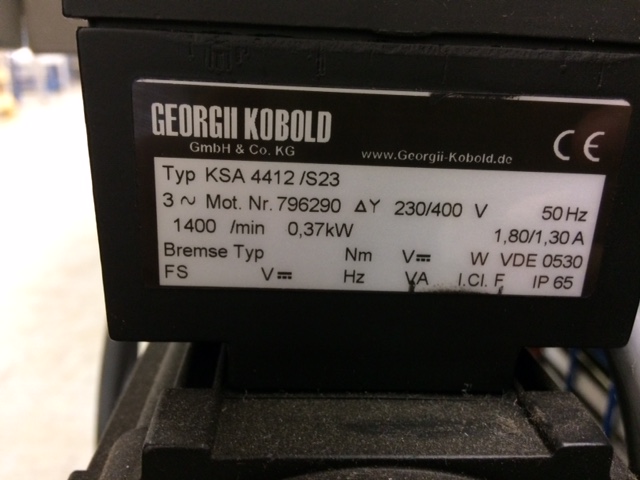 GEORGII KOBOLD
GmbH & Co. KG
www.Georgii-Kobold.de
CE
Typ KSA 4412 /S23
3 ~ Mot. Nr. 796290 ΔY 230/400 V 50 Hz
1400 /min 0,37kW 1,80/1,30 A
Bremse Typ Nm V⎓ W VDE 0530
FS V⎓ Hz VA I.Cl. F IP 65